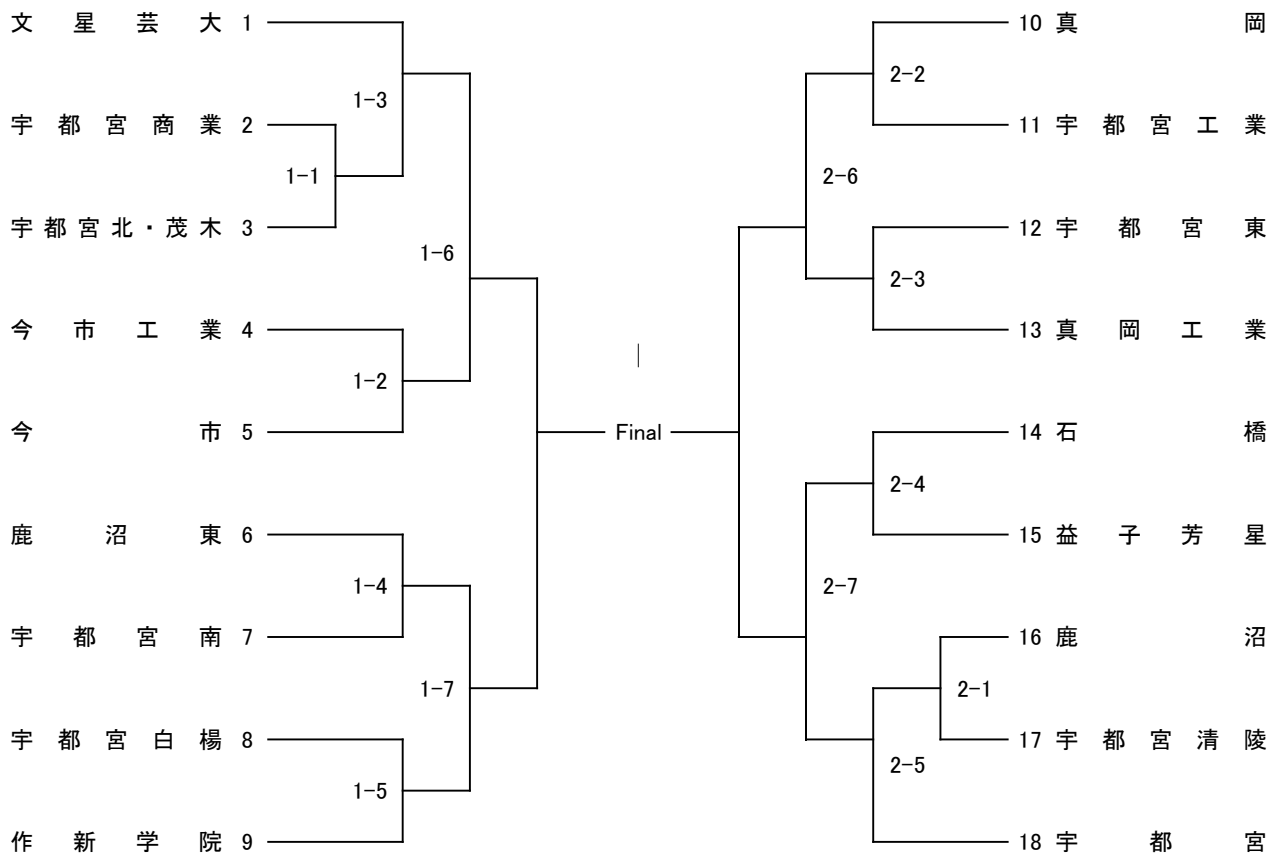 文星芸大 1
10 真岡
2-2
1-3
宇都宮商業 2
11 宇都宮工業
1-1
2-6
宇都宮北・茂木 3
12 宇都宮東
1-6
2-3
今市工業 4
13 真岡工業
|
1-2
今市 5
Final
14 石橋
2-4
鹿沼東 6
15 益子芳星
1-4
2-7
宇都宮南 7
16 鹿沼
1-7
2-1
宇都宮白楊 8
17 宇都宮清陵
2-5
1-5
作新学院 9
18 宇都宮